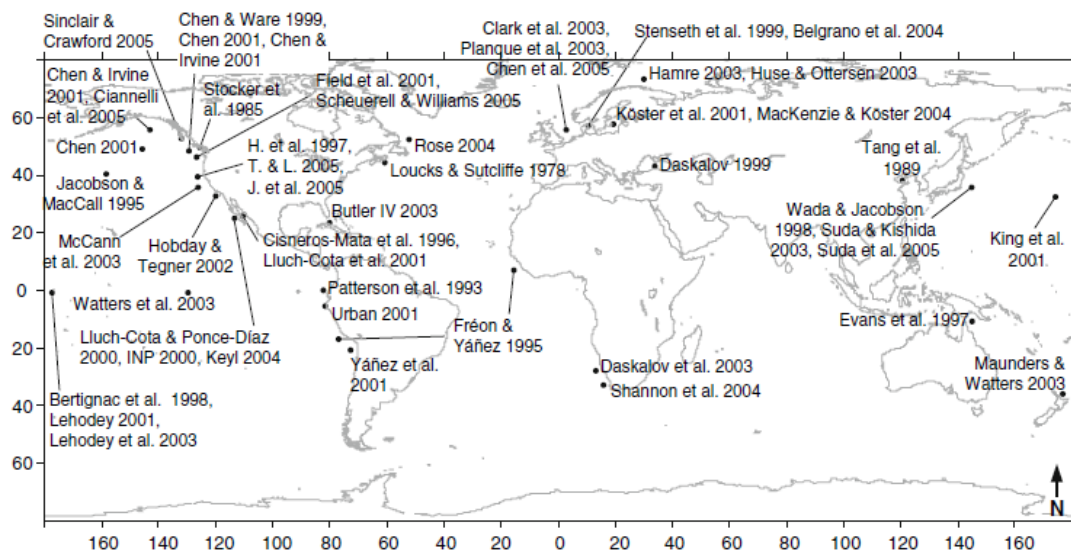 Sinclair &
Crawford 2005
Chen & Ware 1999,
Chen 2001, Chen &
Irvine 2001
Clark et al. 2003,
Planque et al. 2003,
Chen et al. 2005
Stenseth et al. 1999, Belgrano et al. 2004
Hamre 2003, Huse & Ottersen 2003
Chen & Irvine
2001, Ciannelli
et al. 2005
Stocker et
al. 1985
Field et al. 2001,
Scheuerell & Williams 2005
Köster et al. 2001, MacKenzie & Köster 2004
Chen 2001
H. et al. 1997,
T. & L. 2005,
J. et al. 2005
Rose 2004
Loucks & Sutcliffe 1978
Daskalov 1999
Tang et al.
1989
Jacobson &
MacCall 1995
Butler IV 2003
Wada & Jacobson
1998, Suda & Kishida
2003, Suda et al. 2005
King et al.
2001
McCann
et al. 2003
Hobday &
Tegner 2002
Cisneros-Mata et al. 1996,
Lluch-Cota et al. 2001
Watters et al. 2003
Patterson et al. 1993
Urban 2001
Evans et al. 1997
Lluch-Cota & Ponce-Díaz
2000, INP 2000, Keyl 2004
Fréon &
Yáñez 1995
Yáñez et al.
2001
Daskalov et al. 2003
Shannon et al. 2004
Maunders &
Watters 2003
Bertignac et al. 1998,
Lehodey 2001,
Lehodey et al. 2003
N
60
40
20
0
20
40
60
160 140 120 100 80 60 40 20 0 20 40 60 80 100 120 140 160